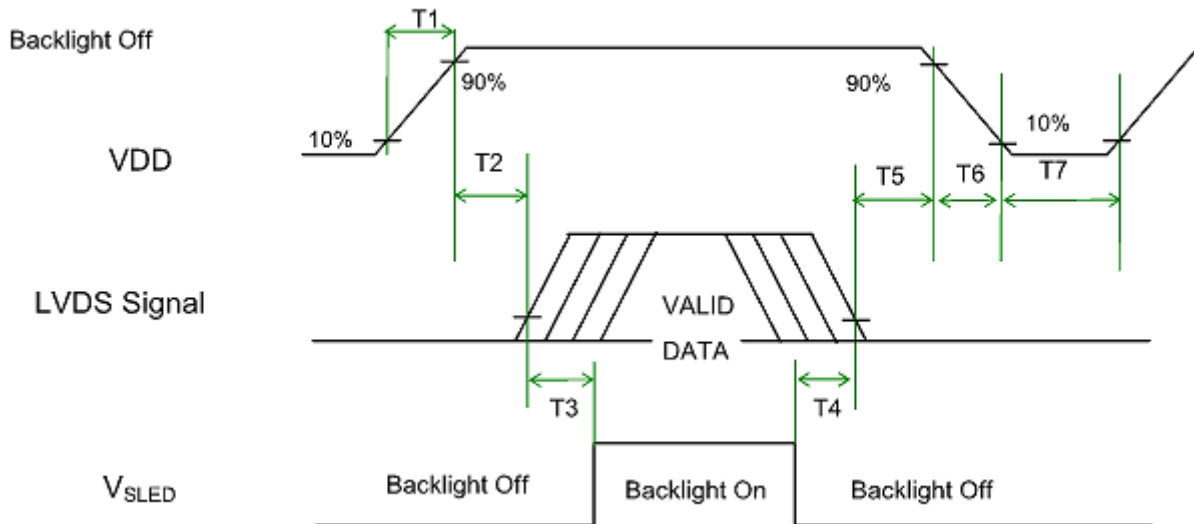 T1
Backlight Off
90%
90%
10%
10%
VDD
T2
T5
T6
T7
LVDS Signal
VALID
DATA
T3
T4
VSLED
Backlight Off
Backlight On
Backlight Off